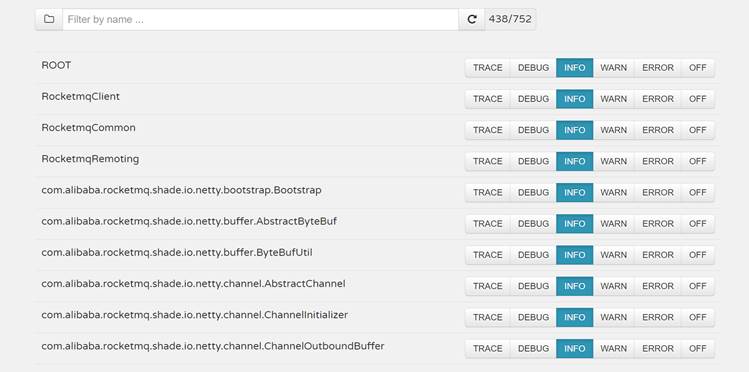 Filter by name ... 438/752
ROOT TRACE DEBUG INFO WARN ERROR OFF
RocketmqClient TRACE DEBUG INFO WARN ERROR OFF
RocketmqCommon TRACE DEBUG INFO WARN ERROR OFF
RocketmqRemoting TRACE DEBUG INFO WARN ERROR OFF
com.alibaba.rocketmq.shade.io.netty.bootstrap.Bootstrap TRACE DEBUG INFO WARN ERROR OFF
com.alibaba.rocketmq.shade.io.netty.buffer.AbstractByteBuf TRACE DEBUG INFO WARN ERROR OFF
com.alibaba.rocketmq.shade.io.netty.buffer.ByteBufUtil TRACE DEBUG INFO WARN ERROR OFF
com.alibaba.rocketmq.shade.io.netty.channel.AbstractChannel TRACE DEBUG INFO WARN ERROR OFF
com.alibaba.rocketmq.shade.io.netty.channel.ChannelInitializer TRACE DEBUG INFO WARN ERROR OFF
com.alibaba.rocketmq.shade.io.netty.channel.ChannelOutboundBuffer TRACE DEBUG INFO WARN ERROR OFF